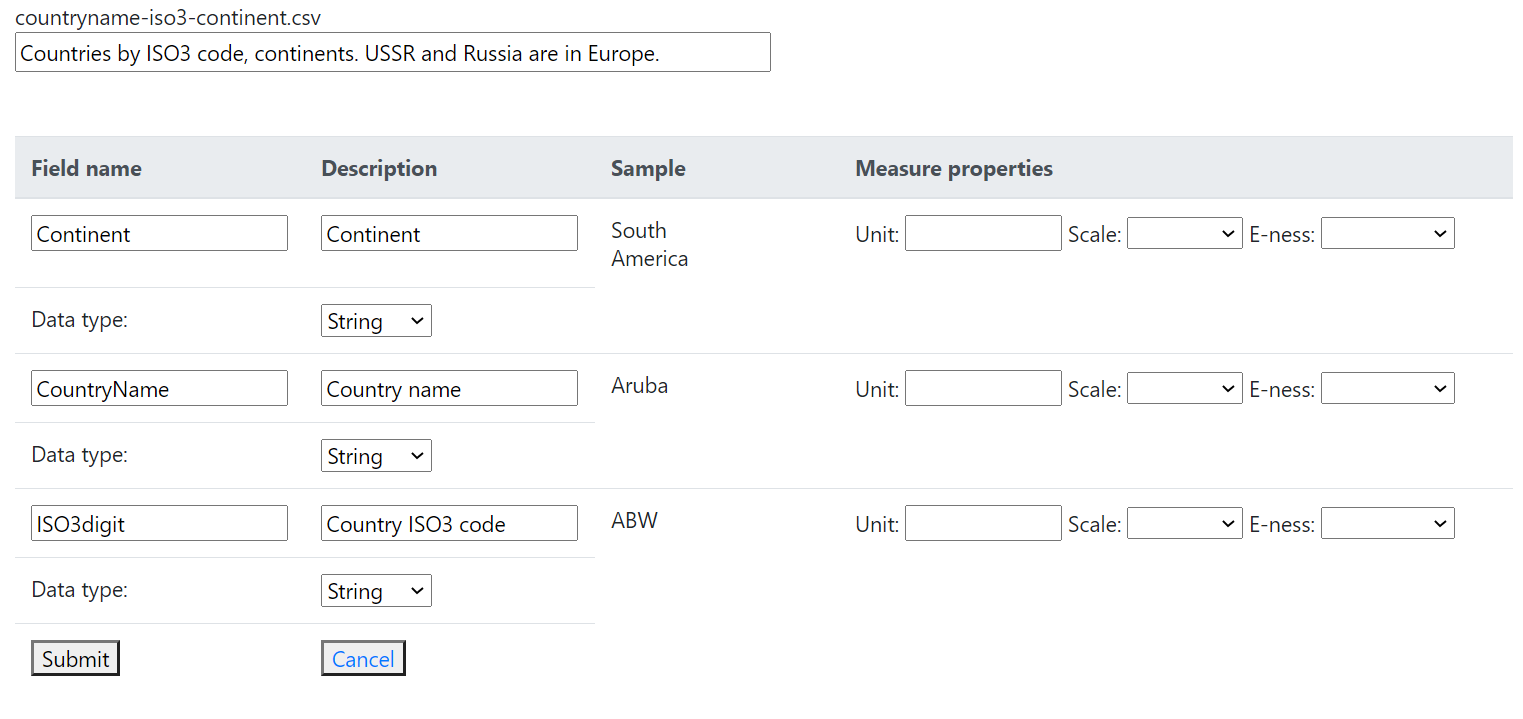 countryname-iso3-continent.csv
Countries by ISO3 code, continents. USSR and Russia are in Europe.
Field name Description Sample Measure properties
Continent Continent South America Unit: Scale: E-ness:
Data type: String
CountryName Country name Aruba Unit: Scale: E-ness:
Data type: String
ISO3digit Country ISO3 code ABW Unit: Scale: E-ness:
Data type: String
Submit Cancel